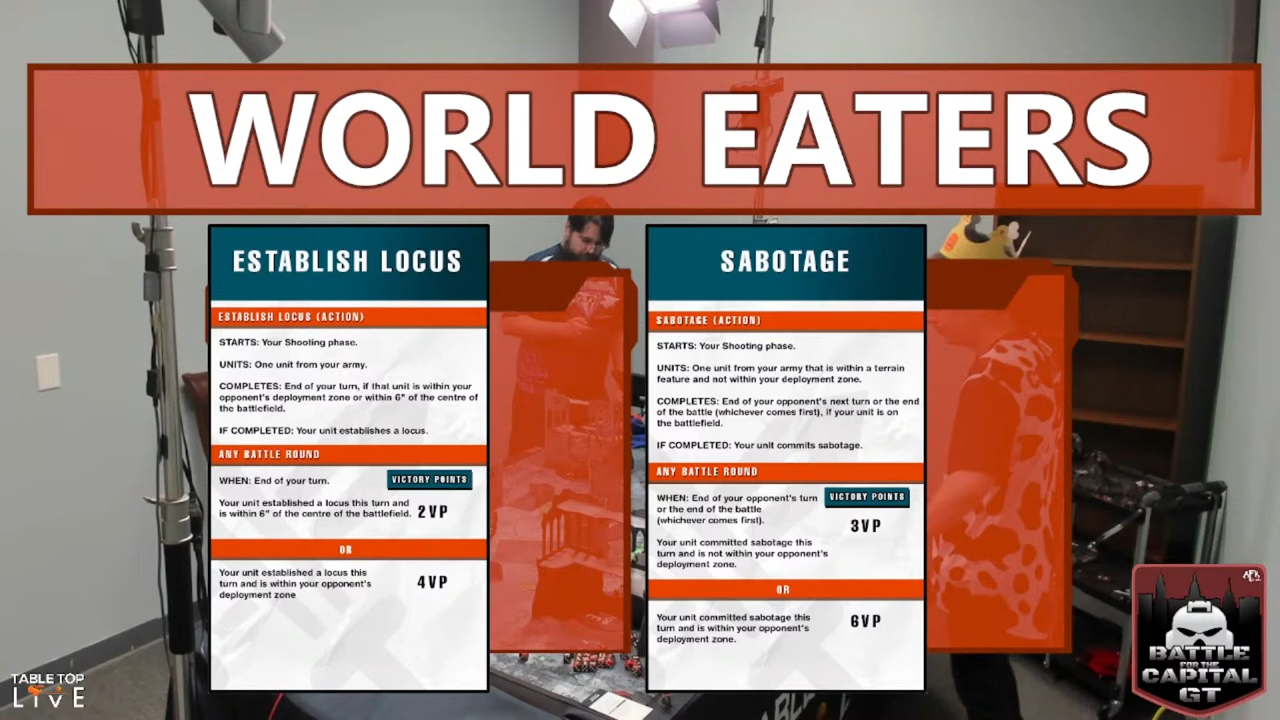 WORLD EATERS
ESTABLISH LOCUS
ESTABLISH LOCUS (ACTION)
STARTS: Your Shooting phase.
UNITS: One unit from your army.
COMPLETES: End of your turn, if that unit is within your
opponent's deployment zone or within 6" of the centre of
the battlefield.
IF COMPLETED: Your unit establishes a locus.
ANY BATTLE ROUND
WHEN: End of your turn.
VICTORY POINTS
Your unit established a locus this turn and
is within 6" of the centre of the battlefield.
2VP
OR
Your unit established a locus this
turn and is within your opponent's
deployment zone
4VP
SABOTAGE
SABOTAGE (ACTION)
STARTS: Your Shooting phase.
UNITS: One unit from your army that is within a terrain
feature and not within your deployment zone.
COMPLETES: End of your opponent's next turn or the end
of the battle (whichever comes first), if your unit is on
the battlefield.
IF COMPLETED: Your unit commits sabotage.
ANY BATTLE ROUND
WHEN: End of your opponent's turn
or the end of the battle
(whichever comes first).
VICTORY POINTS
3VP
Your unit committed sabotage this
turn and is not within your opponent's
deployment zone.
OR
Your unit committed sabotage this
turn and is within your opponent's
deployment zone.
6VP
TABLETOP
LIVE
AFK
BATTLE
FOR THE
CAPITAL
GT